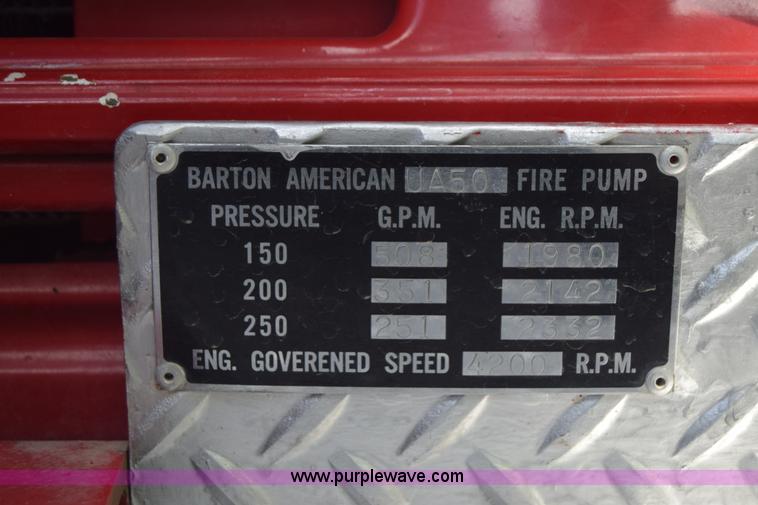 BARTON AMERICAN UA50J FIRE PUMP
PRESSURE G.P.M. ENG. R.P.M.
150 508 1980
200 351 2142
250 251 2332
ENG. GOVERENED SPEED 4200 R.P.M.
www.purplewave.com